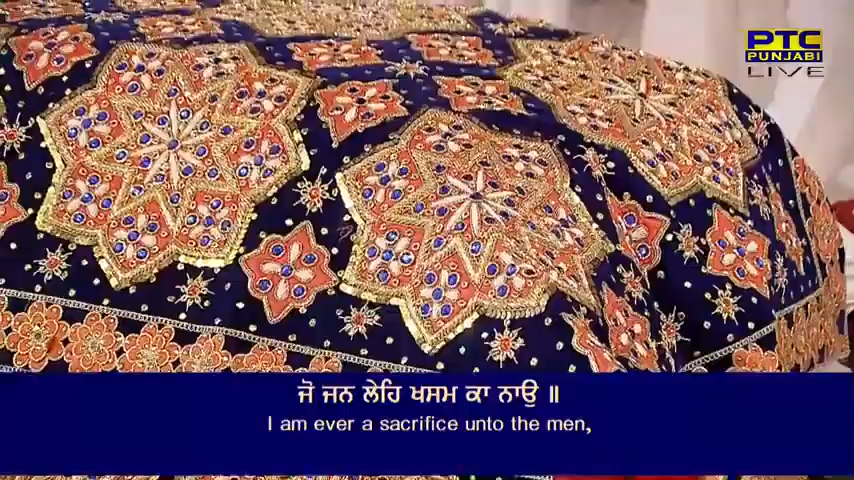 PTC
PUNJABI
LIVE
ਜੋ ਜਨ ਲੇਹਿ ਖਸਮ ਕਾ ਨਾਉ ॥
I am ever a sacrifice unto the men,